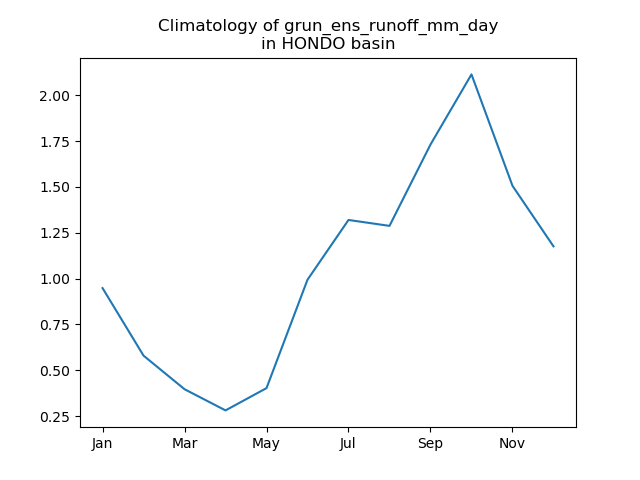 Climatology of grun_ens_runoff_mm_day
in HONDO basin
2.00
1.75
1.50
1.25
1.00
0.75
0.50
0.25
Jan
Mar
May
Jul
Sep
Nov